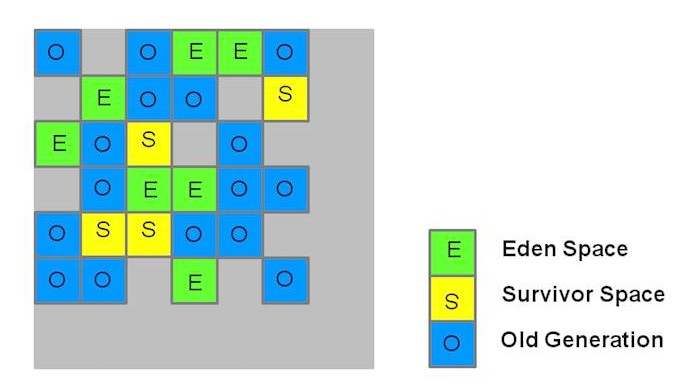 O O E E O
E O O S
E O S O
O E E O O
O S S O O
O O E O
E Eden Space
S Survivor Space
O Old Generation